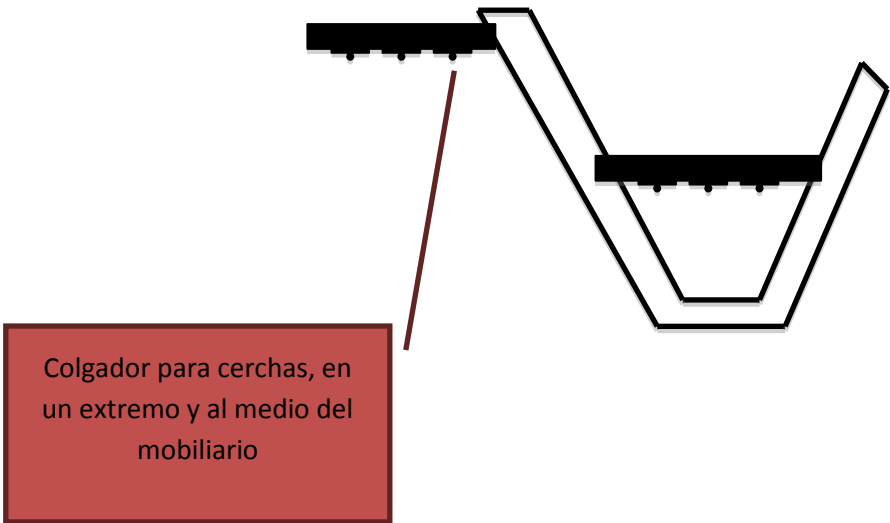 Colgador para cerchas, en
un extremo y al medio del
mobiliario